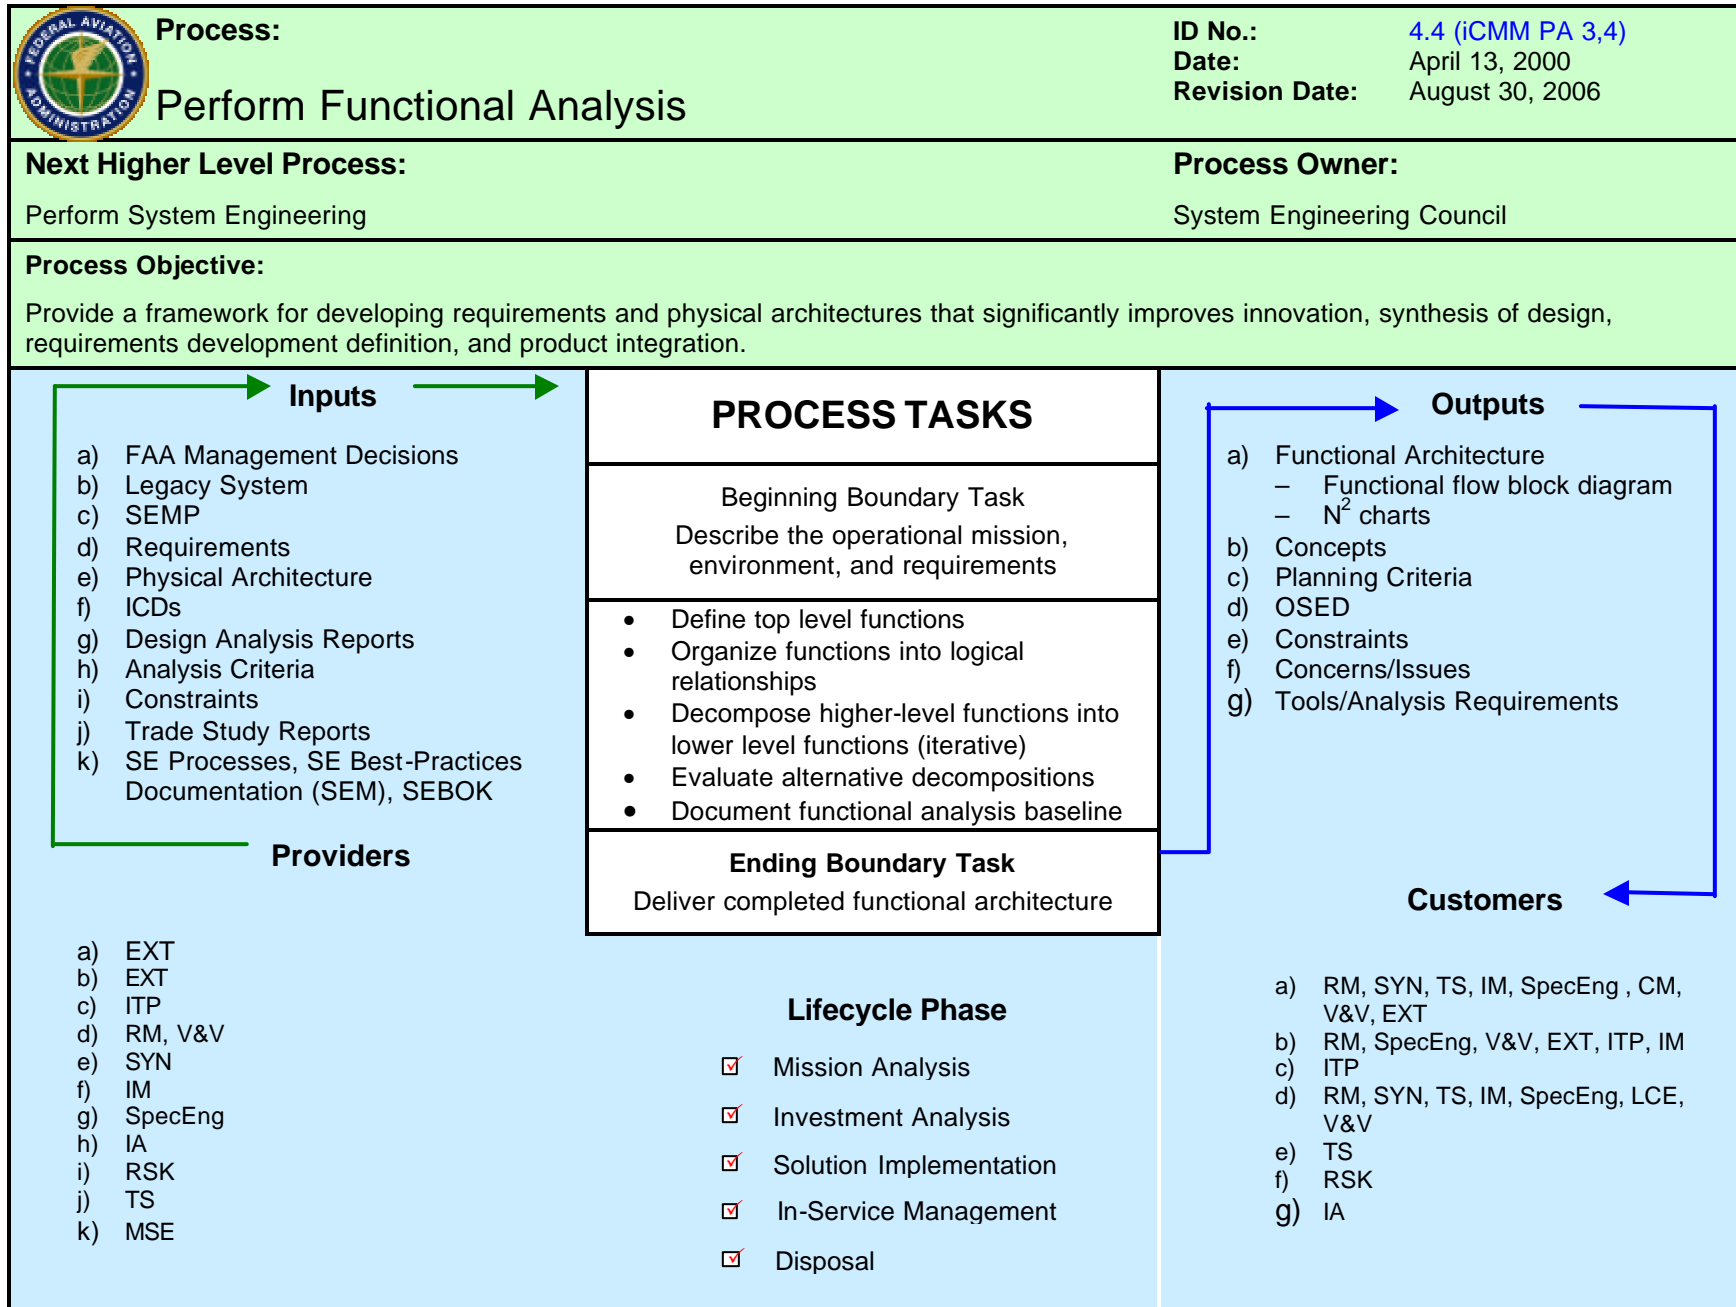 FEDERAL AVIATION
ADMINISTRATION
Process:
Perform Functional Analysis
ID No.: 4.4 (iCMM PA 3,4)
Date: April 13, 2000
Revision Date: August 30, 2006
Next Higher Level Process:
Perform System Engineering
Process Owner:
System Engineering Council
Process Objective:
Provide a framework for developing requirements and physical architectures that significantly improves innovation, synthesis of design,
requirements development definition, and product integration.
Inputs
a) FAA Management Decisions
b) Legacy System
c) SEMP
d) Requirements
e) Physical Architecture
f) ICDs
g) Design Analysis Reports
h) Analysis Criteria
i) Constraints
j) Trade Study Reports
k) SE Processes, SE Best-Practices
Documentation (SEM), SEBOK
Providers
a) EXT
b) EXT
c) ITP
d) RM, V&V
e) SYN
f) IM
g) SpecEng
h) IA
i) RSK
j) TS
k) MSE
PROCESS TASKS
Beginning Boundary Task
Describe the operational mission,
environment, and requirements
• Define top level functions
• Organize functions into logical
relationships
• Decompose higher-level functions into
lower level functions (iterative)
• Evaluate alternative decompositions
• Document functional analysis baseline
Ending Boundary Task
Deliver completed functional architecture
Lifecycle Phase
Mission Analysis
Investment Analysis
Solution Implementation
In-Service Management
Disposal
Outputs
a) Functional Architecture
– Functional flow block diagram
– N² charts
b) Concepts
c) Planning Criteria
d) OSED
e) Constraints
f) Concerns/Issues
g) Tools/Analysis Requirements
Customers
a) RM, SYN, TS, IM, SpecEng , CM,
V&V, EXT
b) RM, SpecEng, V&V, EXT, ITP, IM
c) ITP
d) RM, SYN, TS, IM, SpecEng, LCE,
V&V
e) TS
f) RSK
g) IA